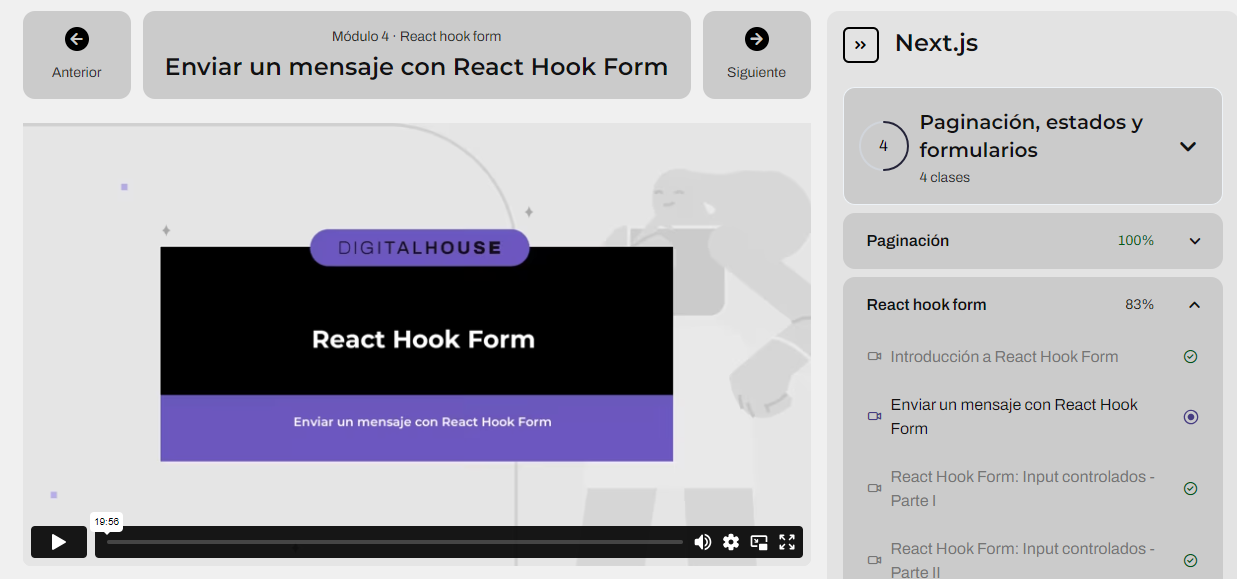 Anterior
Módulo 4 · React hook form
Enviar un mensaje con React Hook Form
Siguiente
DIGITALHOUSE
React Hook Form
Enviar un mensaje con React Hook Form
19:56
Next.js
4
Paginación, estados y
formularios
4 clases
Paginación
100%
React hook form
83%
Introducción a React Hook Form
Enviar un mensaje con React Hook
Form
React Hook Form: Input controlados -
Parte I
React Hook Form: Input controlados -
Parte II